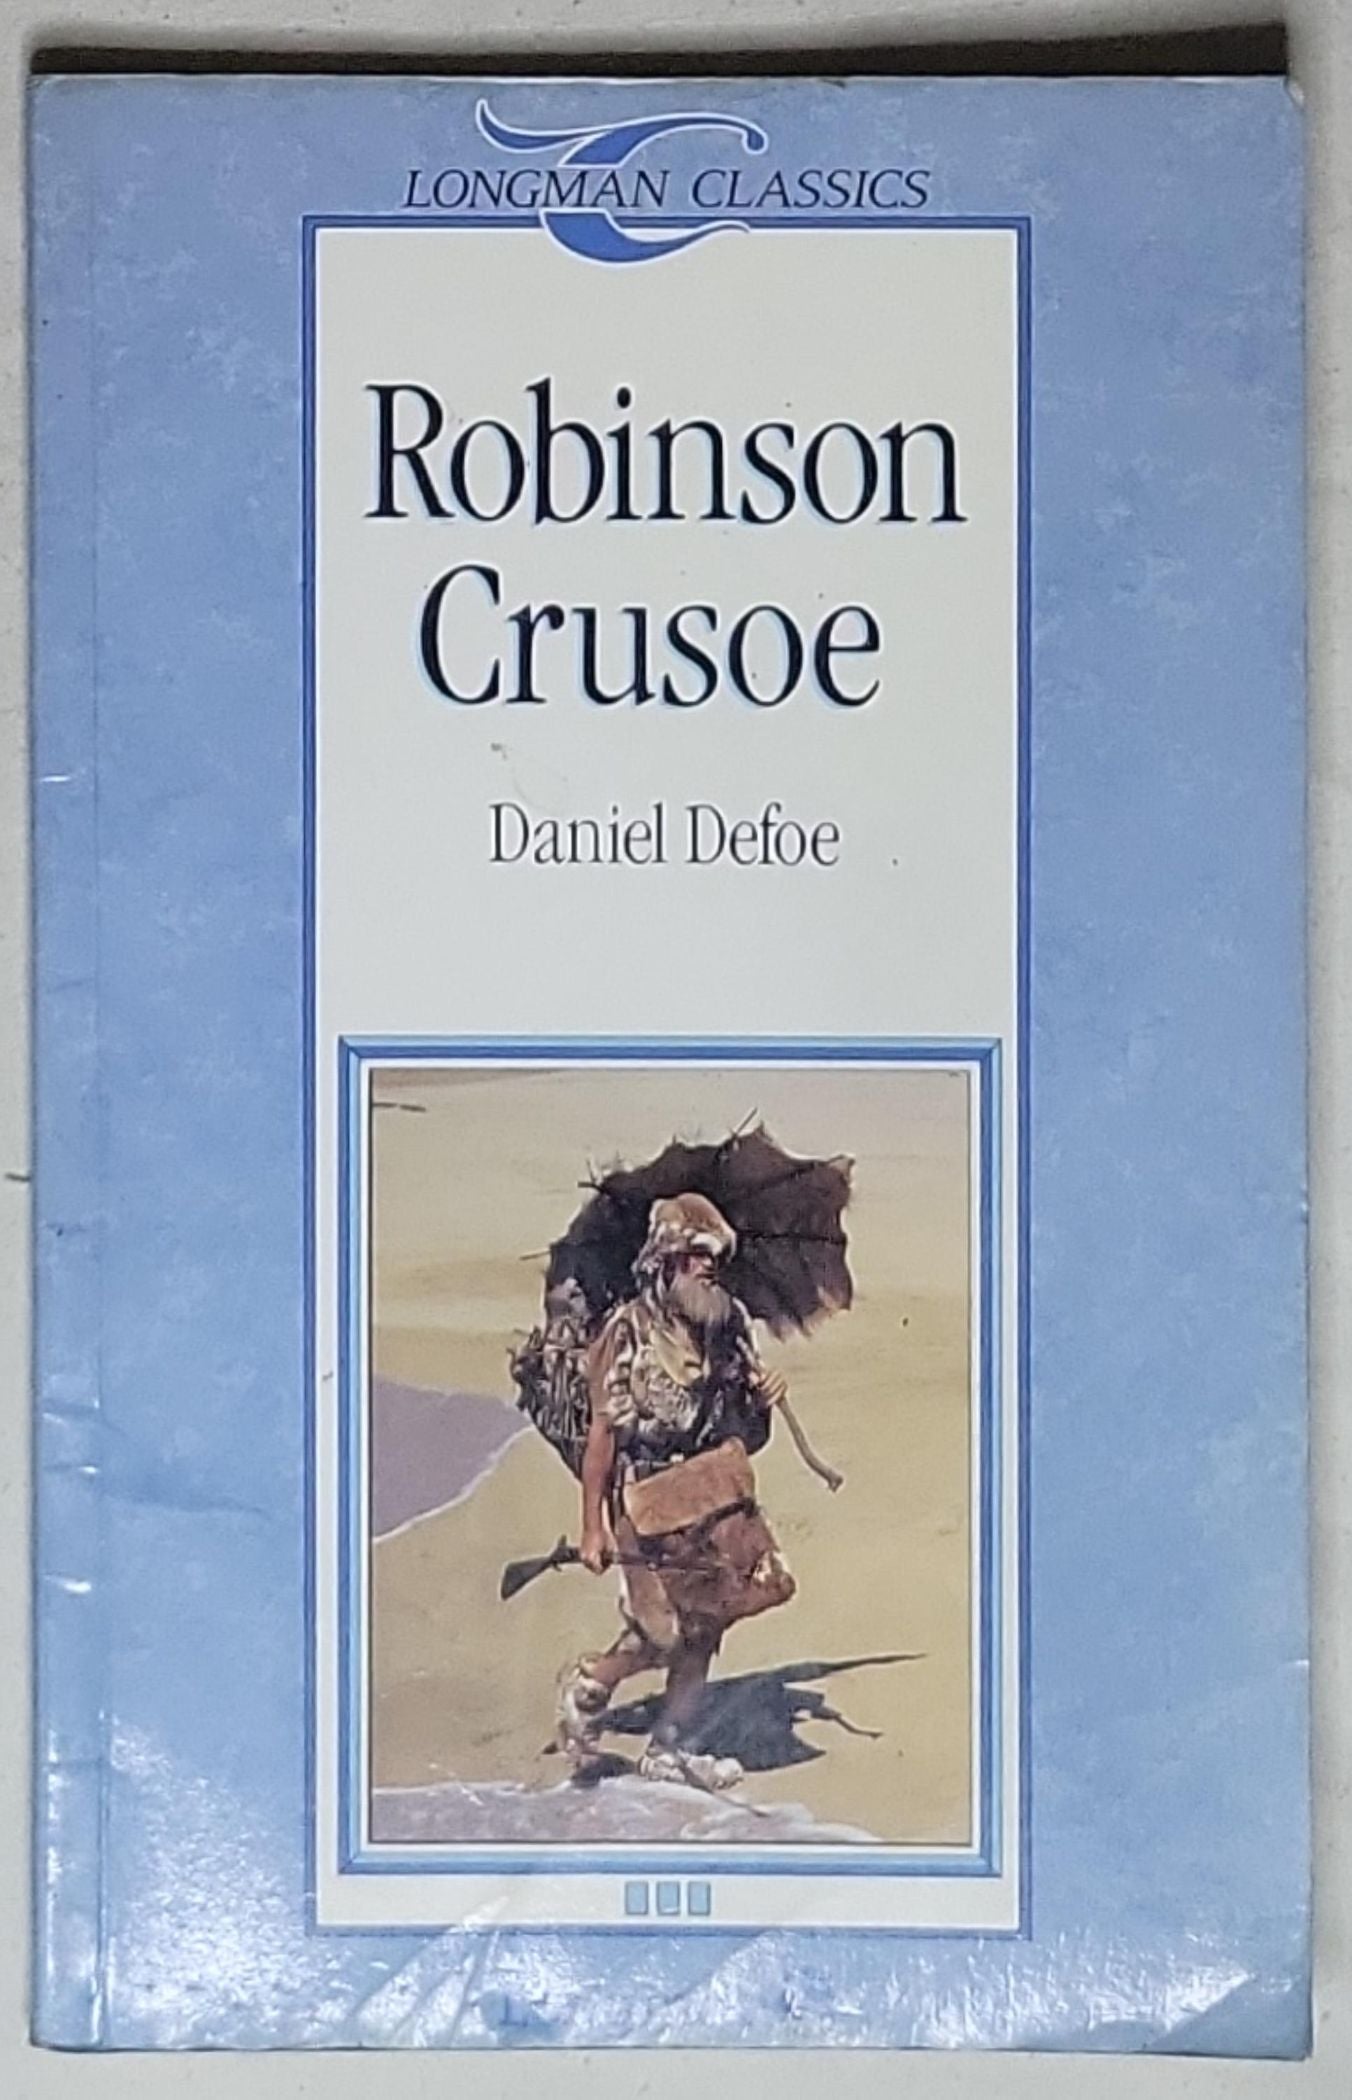 LONGMAN CLASSICS
Robinson
Crusoe
Daniel Defoe